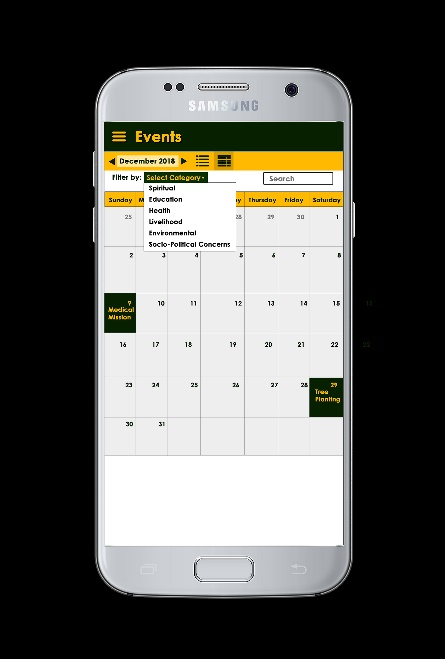 SAMSUNG
Events
December 2018
Filter by: Select Category
Search
Spiritual
Education
Health
Livelihood
Environmental
Socio-Political Concerns
Sunday M Thursday Friday Saturday
25 28 29 30 1
2 3 4 5 6 7 8
9 10 11 12 13 14 15
Medical
Mission
16 17 18 19 20 21 22
23 24 25 26 27 28 29
Tree
Planting
30 31